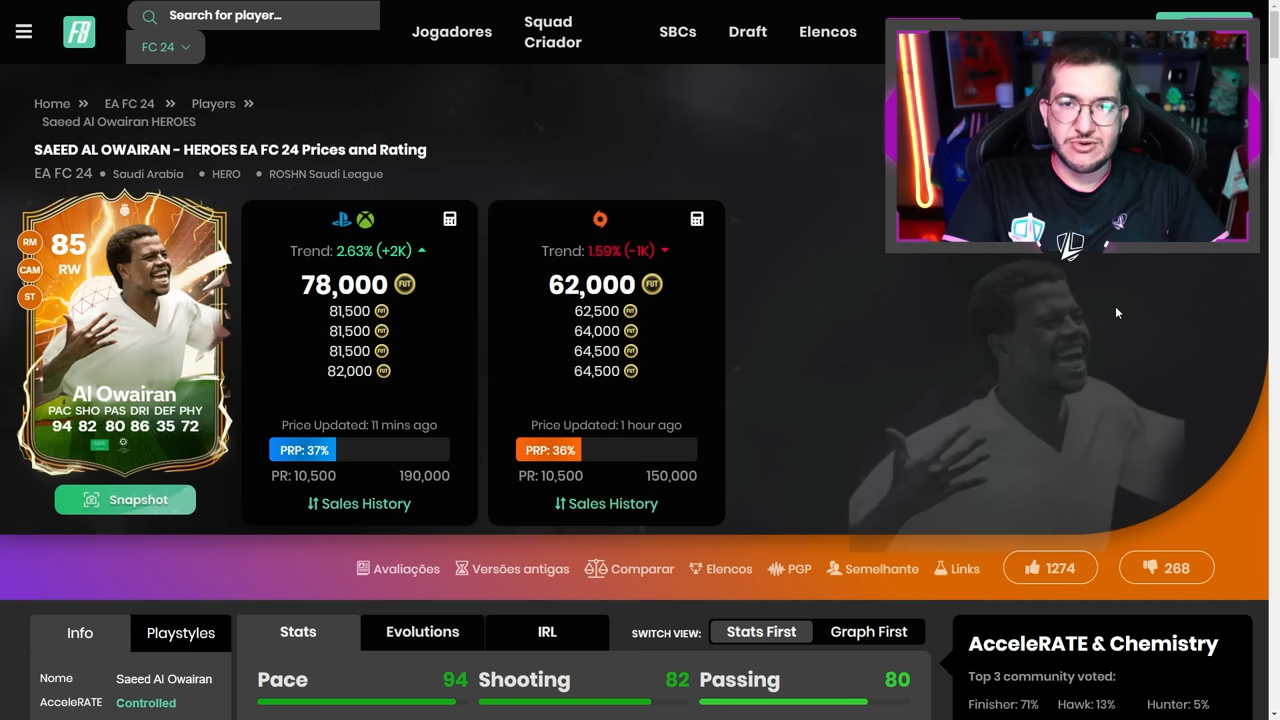 Search for player...
FC 24
Jogadores
Squad
Criador
SBCs
Draft
Elencos
Home
EA FC 24
Players
Saeed Al Owairan HEROES
SAEED AL OWAIRAN - HEROES EA FC 24 Prices and Rating
EA FC 24 • Saudi Arabia • HERO • ROSHN Saudi League
RM
CAM
ST
85
RW
Al Owairan
PAC SHO PAS DRI DEF PHY
94 82 80 86 35 72
Snapshot
Trend: 2.63% (+2K)
78,000
81,500
81,500
81,500
82,000
Price Updated: 11 mins ago
PRP: 37%
PR: 10,500 190,000
Sales History
Trend: 1.59% (-1K)
62,000
62,500
64,000
64,500
64,500
Price Updated: 1 hour ago
PRP: 36%
PR: 10,500 150,000
Sales History
Avaliações
Versões antigas
Comparar
Elencos
PGP
Semelhante
Links
1274
268
Info
Playstyles
Nome Saeed Al Owairan
AcceleRATE Controlled
Stats
Evolutions
IRL
SWITCH VIEW:
Stats First
Graph First
Pace 94
Shooting 82
Passing 80
AcceleRATE & Chemistry
Top 3 community voted:
Finisher: 71% Hawk: 13% Hunter: 5%